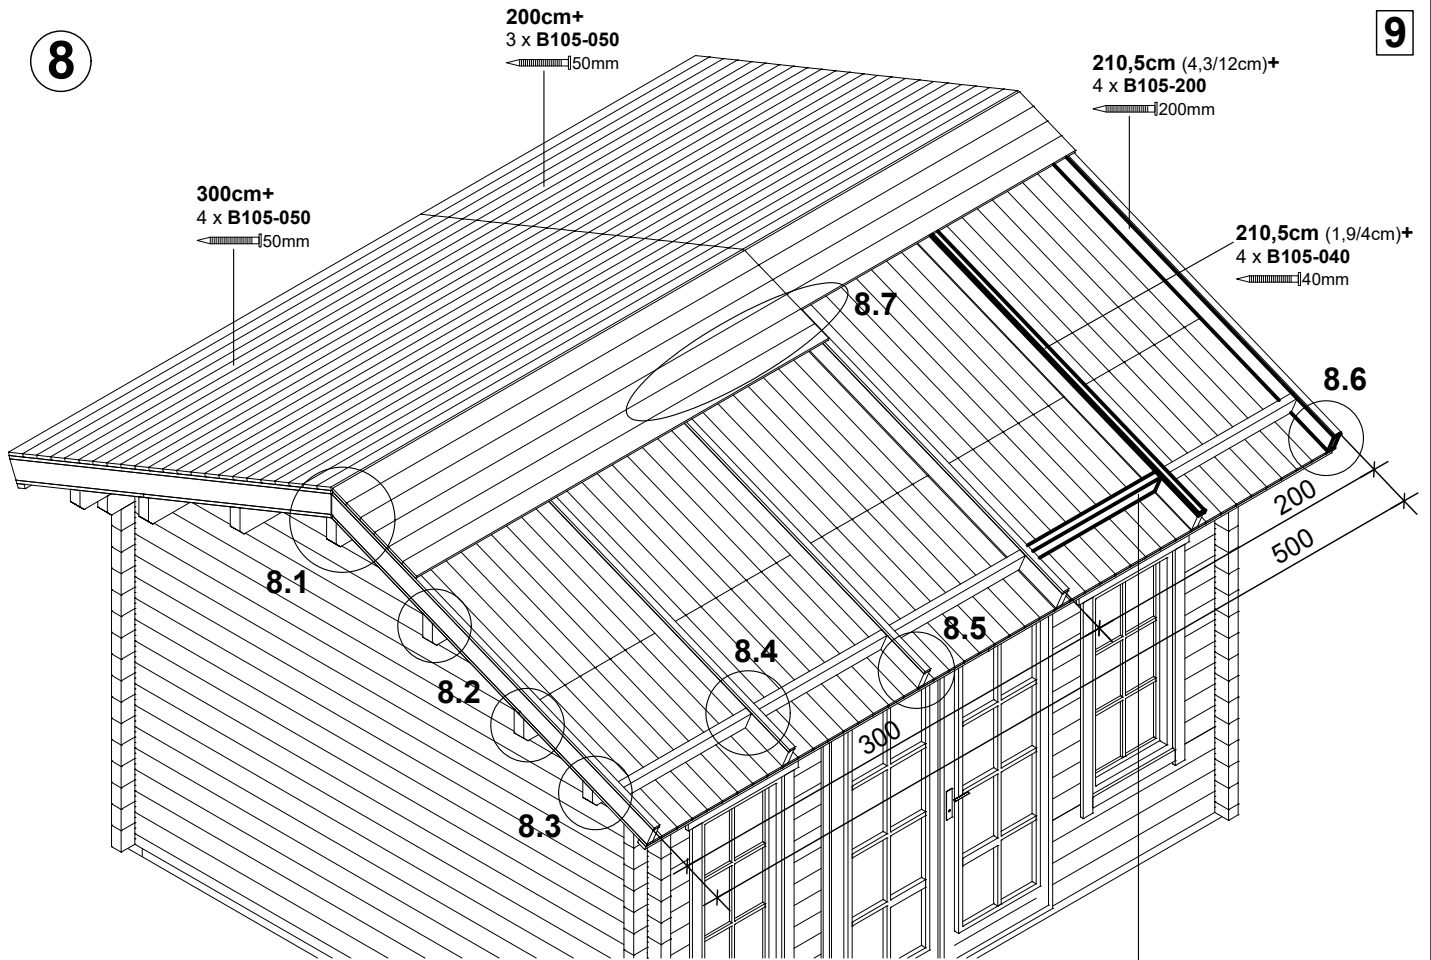 8
200cm+
3 x B105-050
50mm
9
210,5cm (4,3/12cm)+
4 x B105-200
200mm
300cm+
4 x B105-050
50mm
210,5cm (1,9/4cm)+
4 x B105-040
40mm
8.7
8.6
200
500
8.1
8.5
8.4
8.2
300
8.3